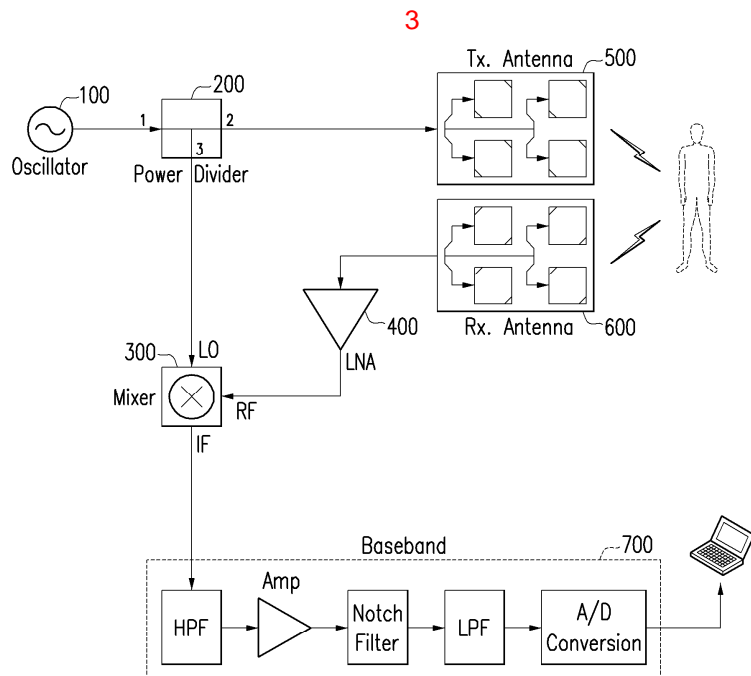 3
Tx. Antenna 500
100
200
1 2
3
Oscillator
Power Divider
400
LNA
Rx. Antenna 600
300 LO
Mixer
RF
IF
Baseband 700
Amp
HPF
Notch
Filter
LPF
A/D
Conversion